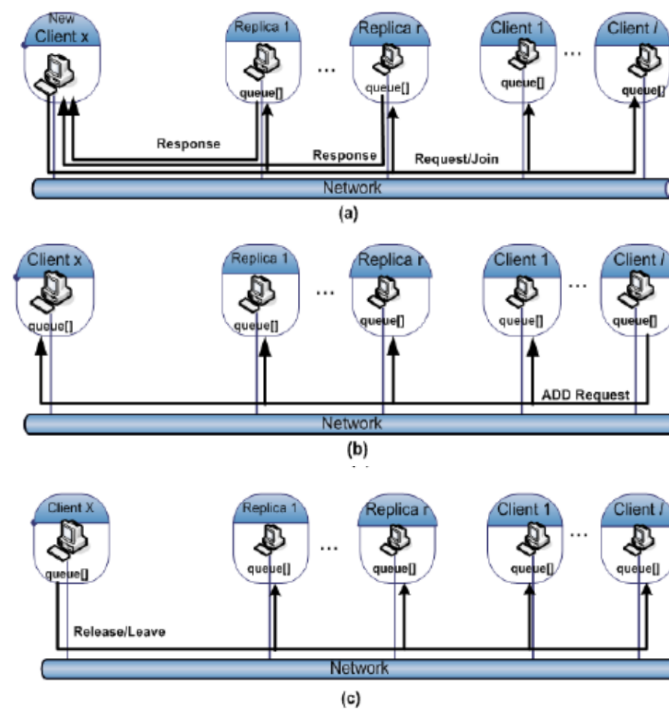 New
Client x
Replica 1
Replica r
Client 1
Client l
...
...
queue[]
queue[]
queue[]
queue[]
Response
Response
Request/Join
Network
(a)
Client x
Replica 1
Replica r
Client 1
Client l
...
...
queue[]
queue[]
queue[]
queue[]
queue[]
ADD Request
Network
(b)
Client X
Replica 1
Replica r
Client 1
Client l
...
...
queue[]
queue[]
queue[]
queue[]
queue[]
Release/Leave
Network
(c)